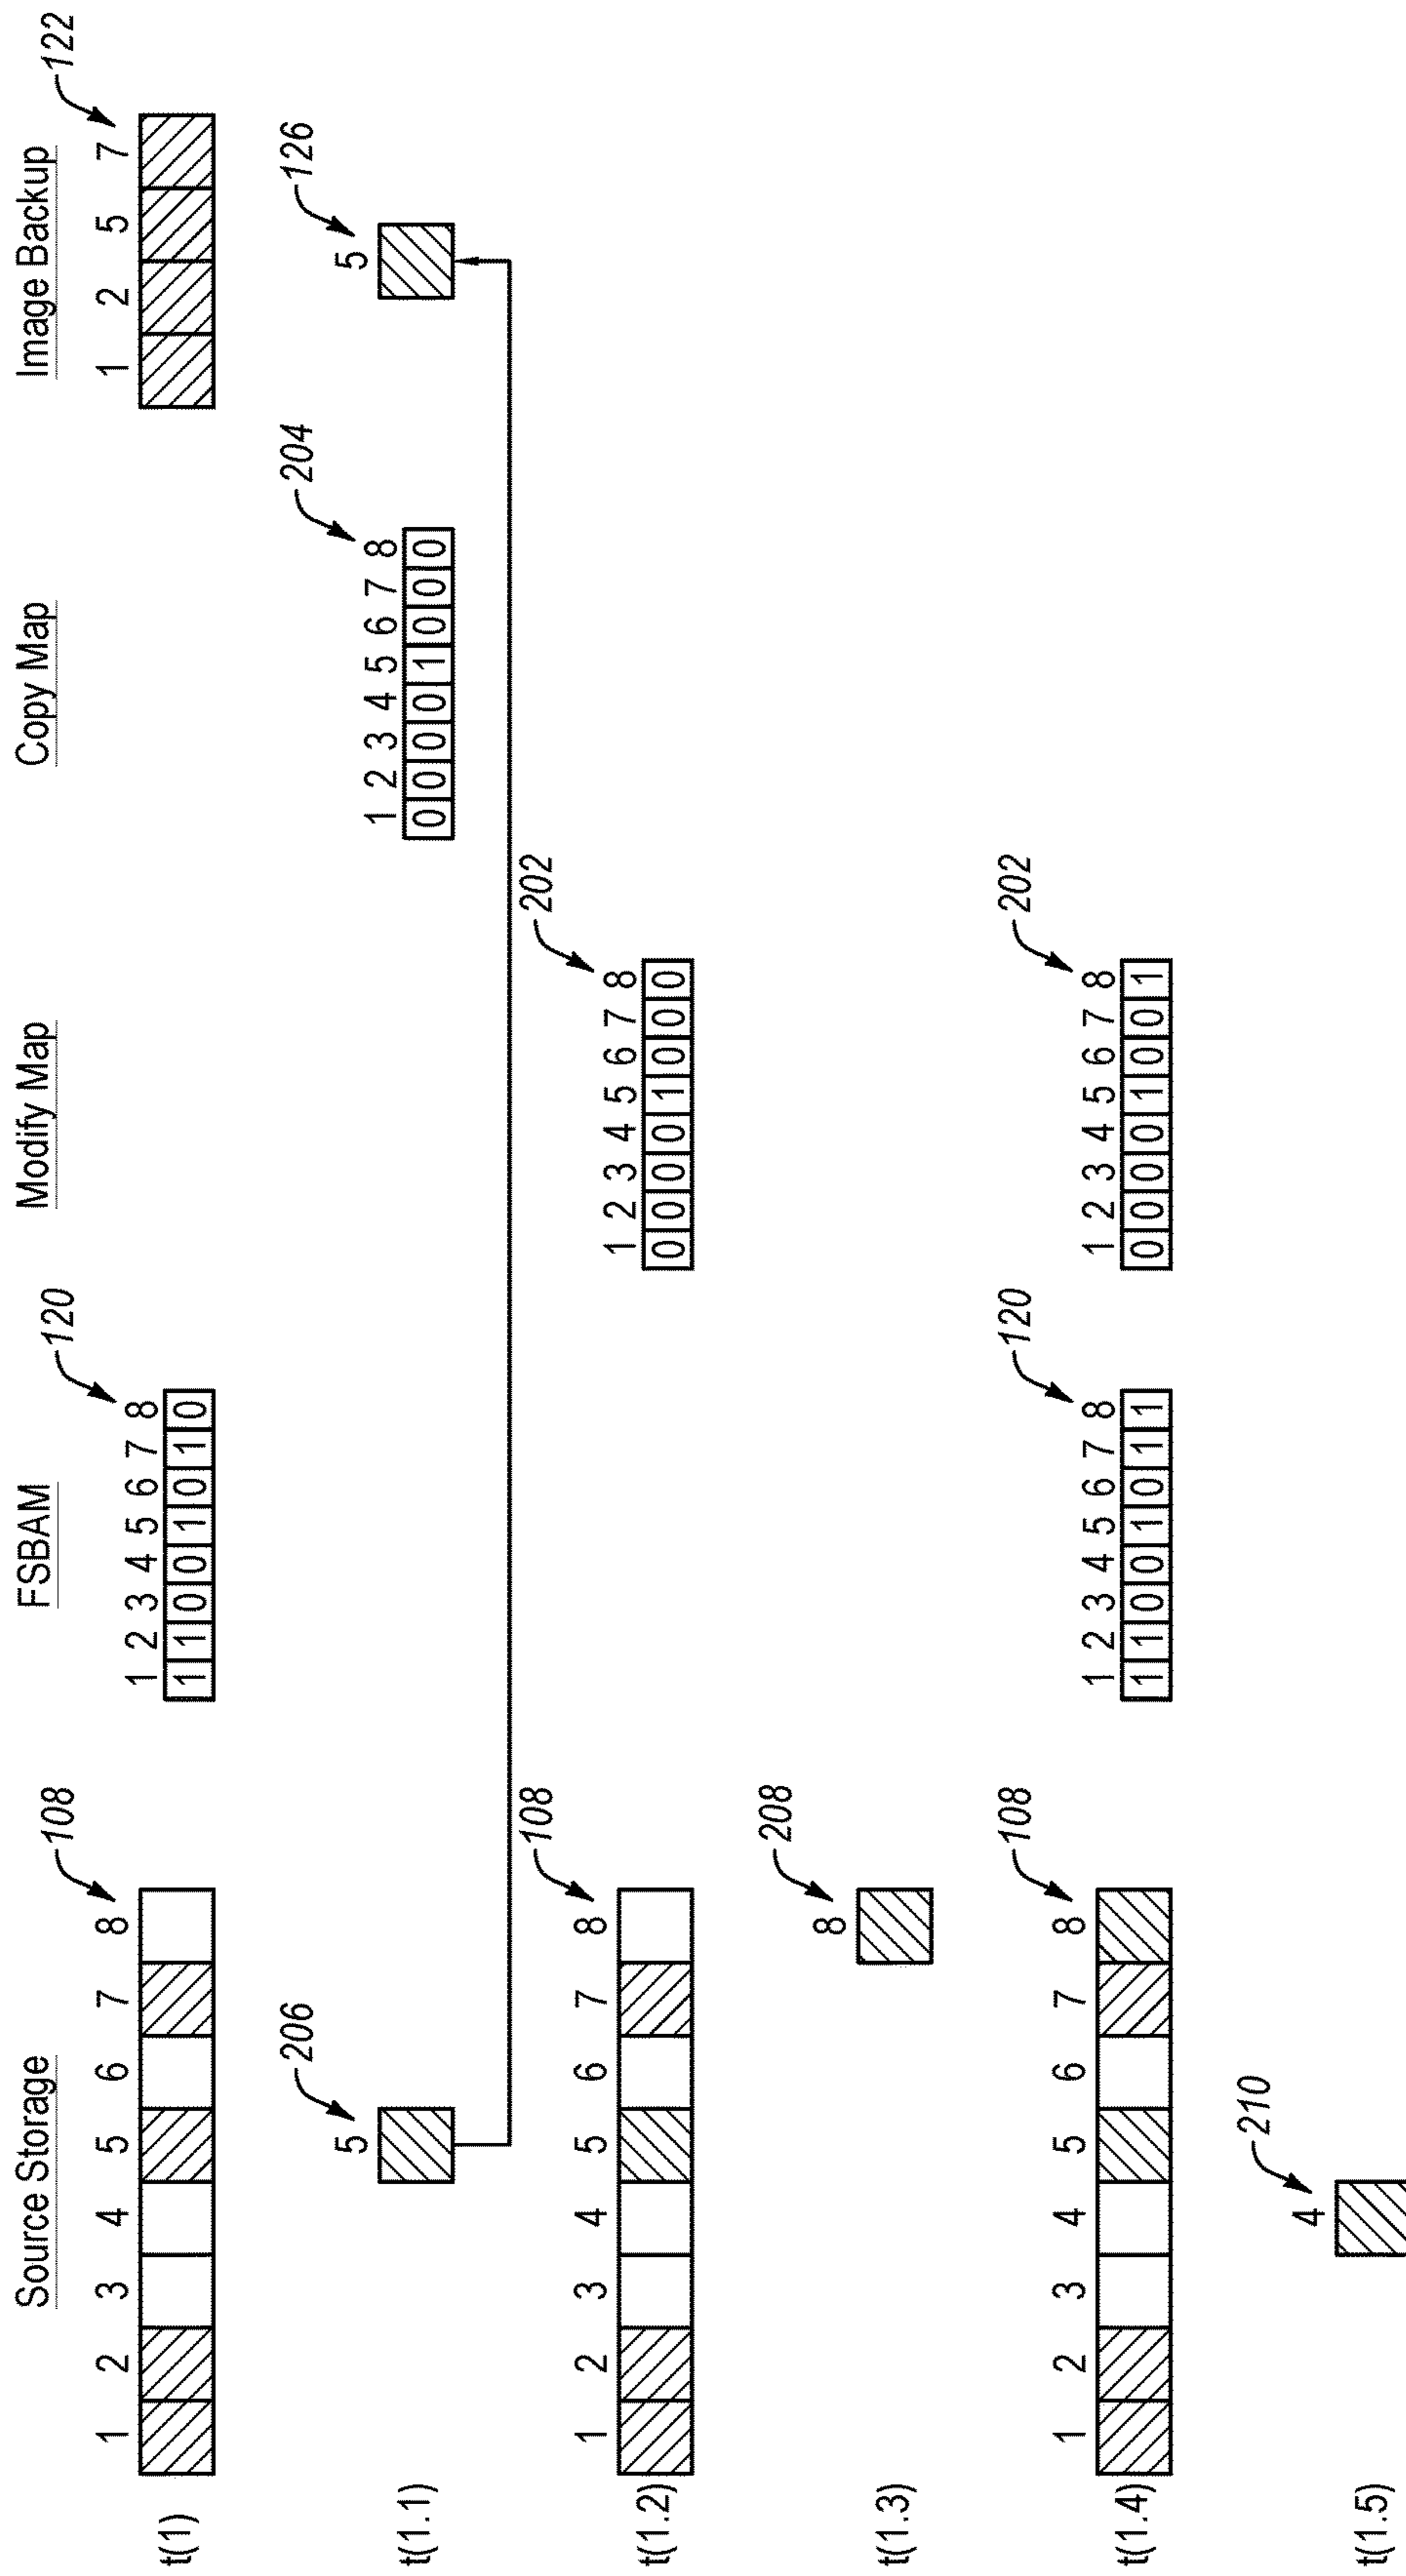 Source Storage FSBAM Modify Map Copy Map Image Backup
108 120 122
1 2 3 4 5 6 7 8 1 2 3 4 5 6 7 8 1 2 5 7
t(1) 1 1 0 0 1 0 1 0
206 204 126
5 1 2 3 4 5 6 7 8 5
t(1.1) 0 0 0 0 1 0 0 0
108 202
1 2 3 4 5 6 7 8 1 2 3 4 5 6 7 8
t(1.2) 0 0 0 0 1 0 0 0
208
8
t(1.3)
108 120 202
1 2 3 4 5 6 7 8 1 2 3 4 5 6 7 8 1 2 3 4 5 6 7 8
t(1.4) 1 1 0 0 1 0 1 1 0 0 0 0 1 0 0 1
210
4
t(1.5)